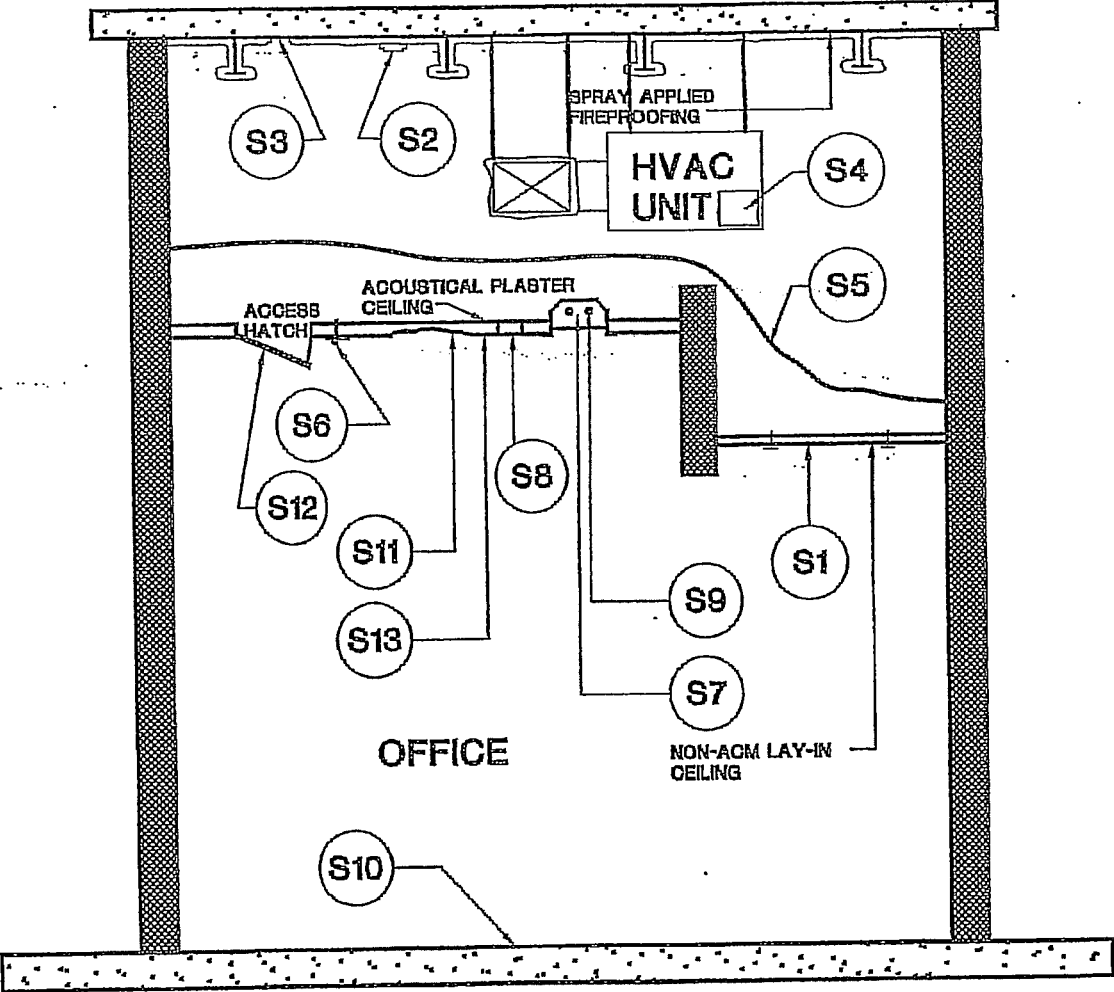 SPRAY APPLIED
FIREPROOFING
S3
S2
HVAC
UNIT
S4
S5
ACOUSTICAL PLASTER
CEILING
ACCESS
HATCH
S6
S8
S12
S11
S1
S9
S13
S7
OFFICE
NON-ACM LAY-IN
CEILING
S10